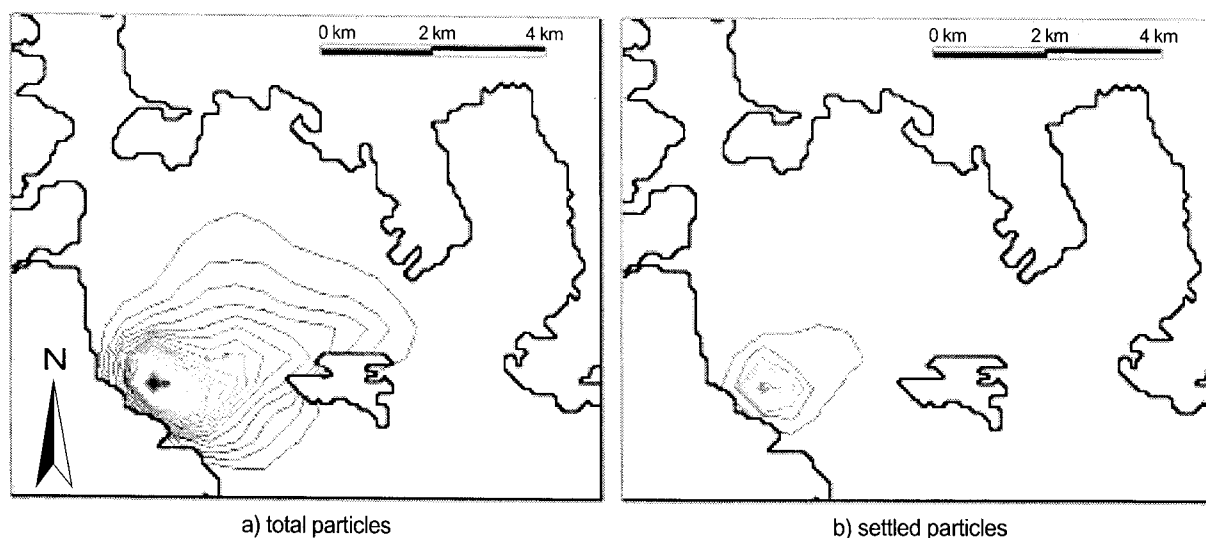 0 km 2 km 4 km
0 km 2 km 4 km
N
a) total particles
b) settled particles